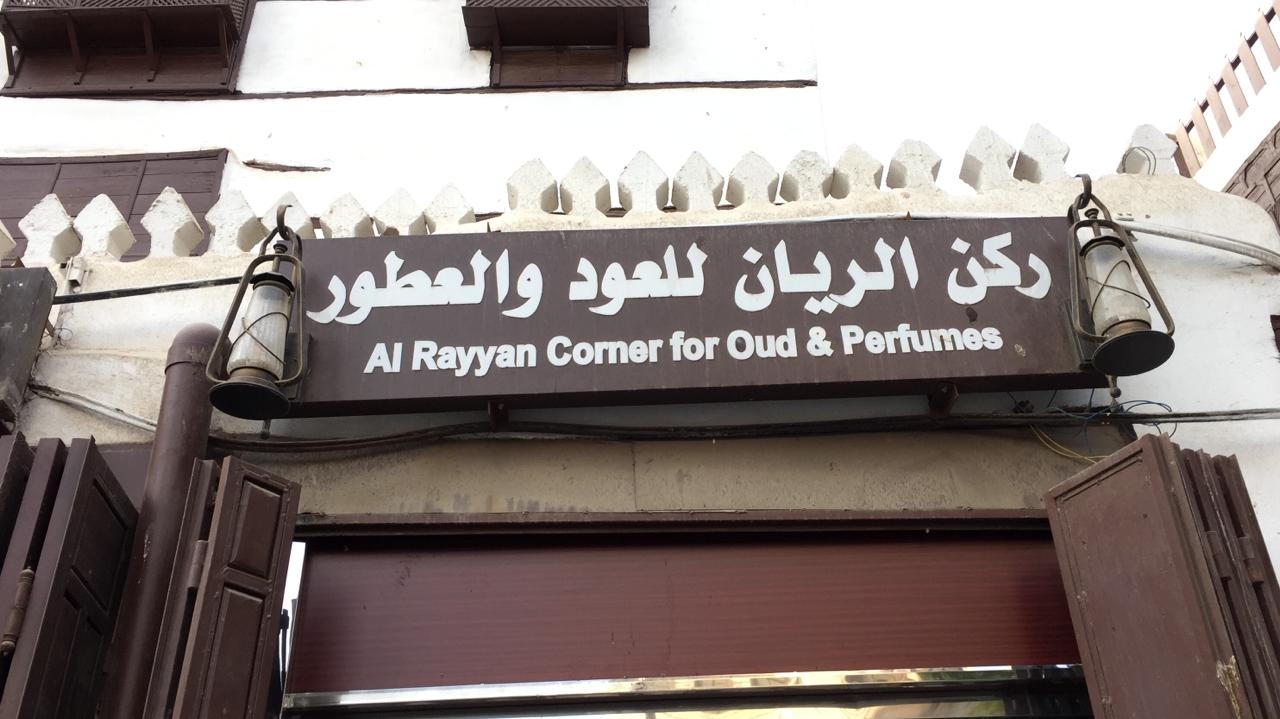 ركن الريان للعود والعطور
Al Rayyan Corner for Oud & Perfumes